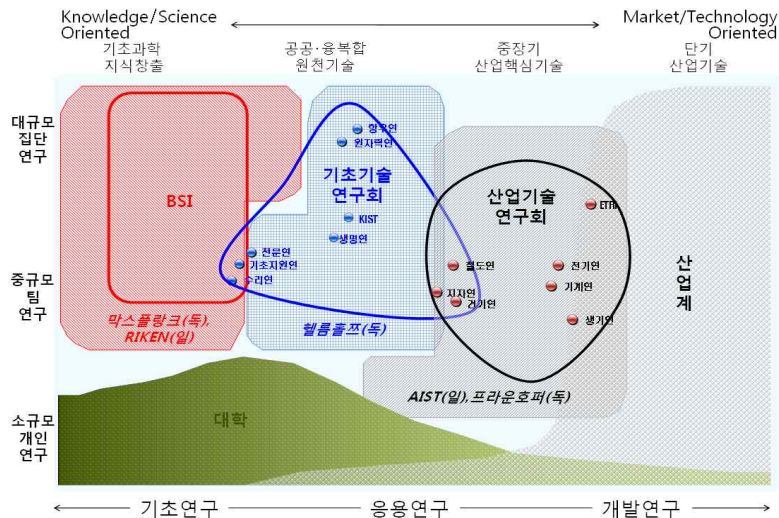 Knowledge/Science
Oriented
Market/Technology
Oriented
기초과학
지식창출
공공·융복합
원천기술
중장기
산업핵심기술
단기
산업기술
대규모
집단
연구
중규모
팀
연구
소규모
개인
연구
BSI
막스플랑크(독),
RIKEN(일)
항우연
원자력연
기초기술
연구회
KIST
생명연
천문연
기초지원연
수리연
헬름홀쯔(독)
산업기술
연구회
ETRI
철도연
전기연
지자연
기계연
건기연
생기연
AIST(일),프라운호퍼(독)
산
업
계
대학
기초연구
응용연구
개발연구